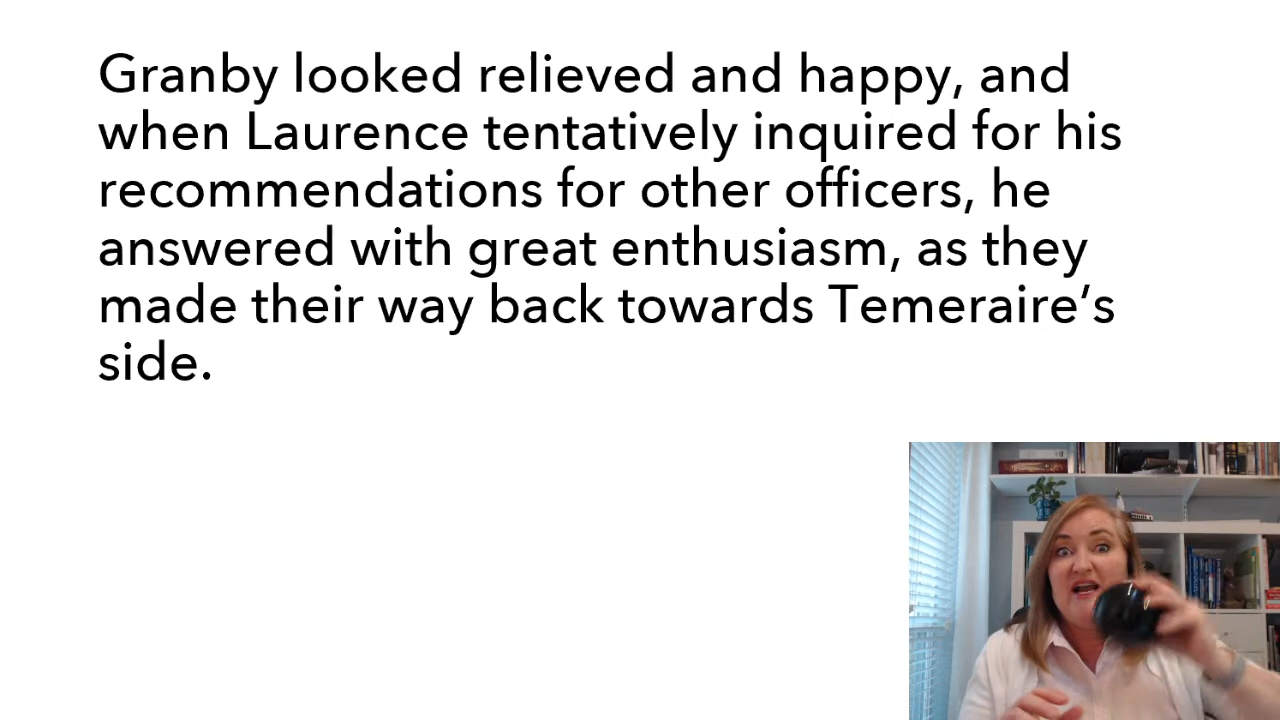 Granby looked relieved and happy, and
when Laurence tentatively inquired for his
recommendations for other officers, he
answered with great enthusiasm, as they
made their way back towards Temeraire’s
side.